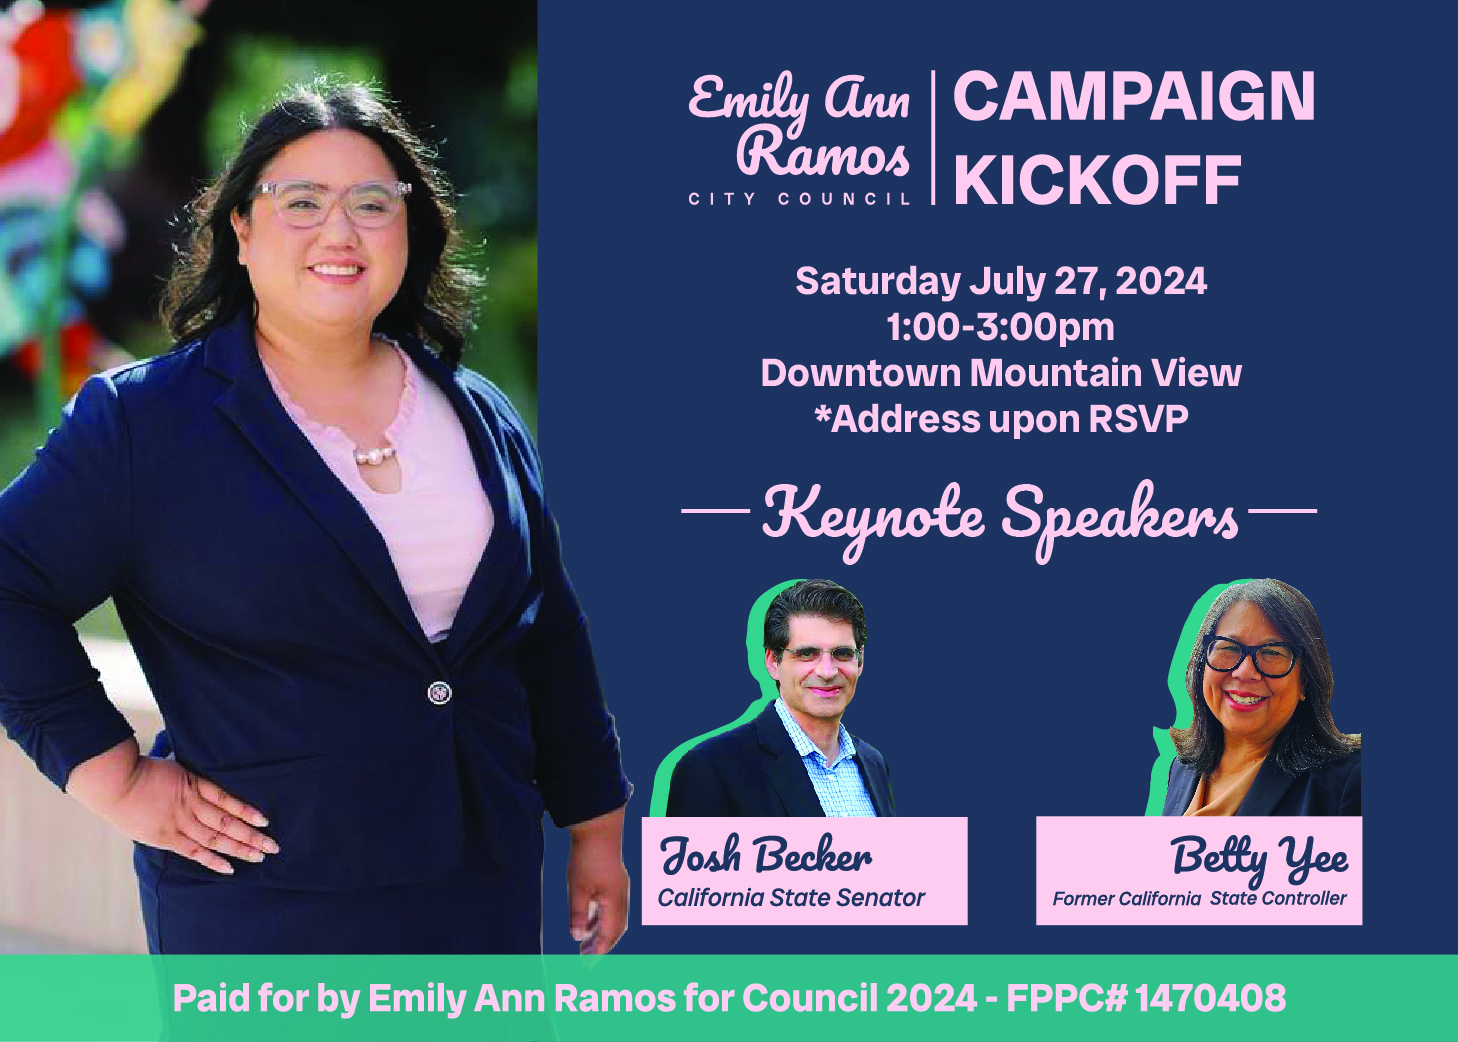 Emily Ann
Ramos
CITY COUNCIL
CAMPAIGN
KICKOFF
Saturday July 27, 2024
1:00-3:00pm
Downtown Mountain View
*Address upon RSVP
Keynote Speakers
Josh Becker
California State Senator
Betty Yee
Former California State Controller
Paid for by Emily Ann Ramos for Council 2024 - FPPC# 1470408